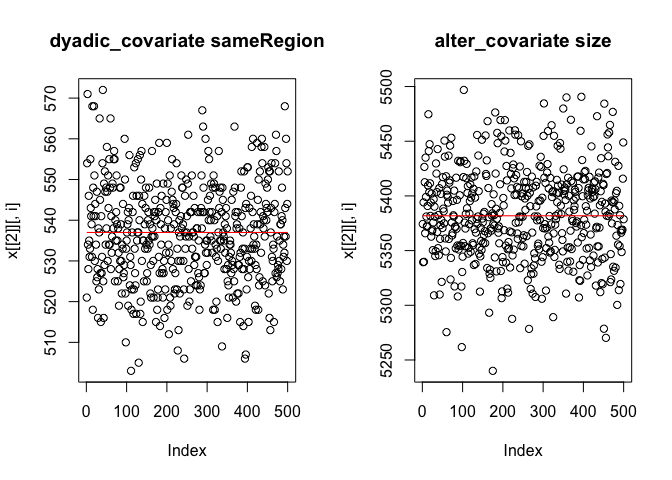 dyadic_covariate sameRegion
x[[2]][, i]
570
560
550
540
530
520
510
0 100 200 300 400 500
Index
alter_covariate size
x[[2]][, i]
5500
5450
5400
5350
5300
5250
0 100 200 300 400 500
Index